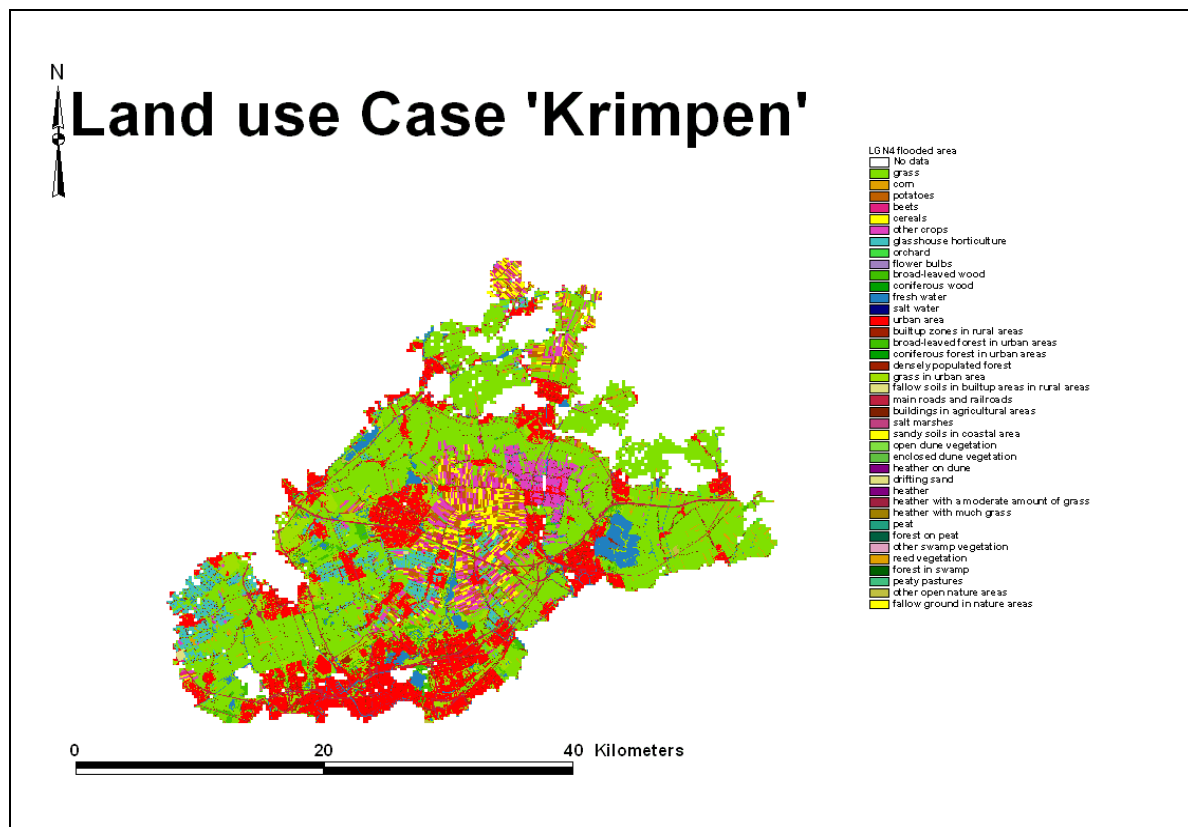 N
Land use Case 'Krimpen'
LGN4 flooded area
No data
grass
corn
potatoes
beets
cereals
other crops
glasshouse horticulture
orchard
flower bulbs
broad-leaved wood
coniferous wood
fresh water
salt water
urban area
builtup zones in rural areas
broad-leaved forest in urban areas
coniferous forest in urban areas
densely populated forest
grass in urban area
fallow soils in builtup areas in rural areas
main roads and railroads
buildings in agricultural areas
salt marshes
sandy soils in coastal area
open dune vegetation
enclosed dune vegetation
heather on dune
drifting sand
heather
heather with a moderate amount of grass
heather with much grass
peat
forest on peat
other swamp vegetation
reed vegetation
forest in swamp
peaty pastures
other open nature areas
fallow ground in nature areas
0 20 40 Kilometers